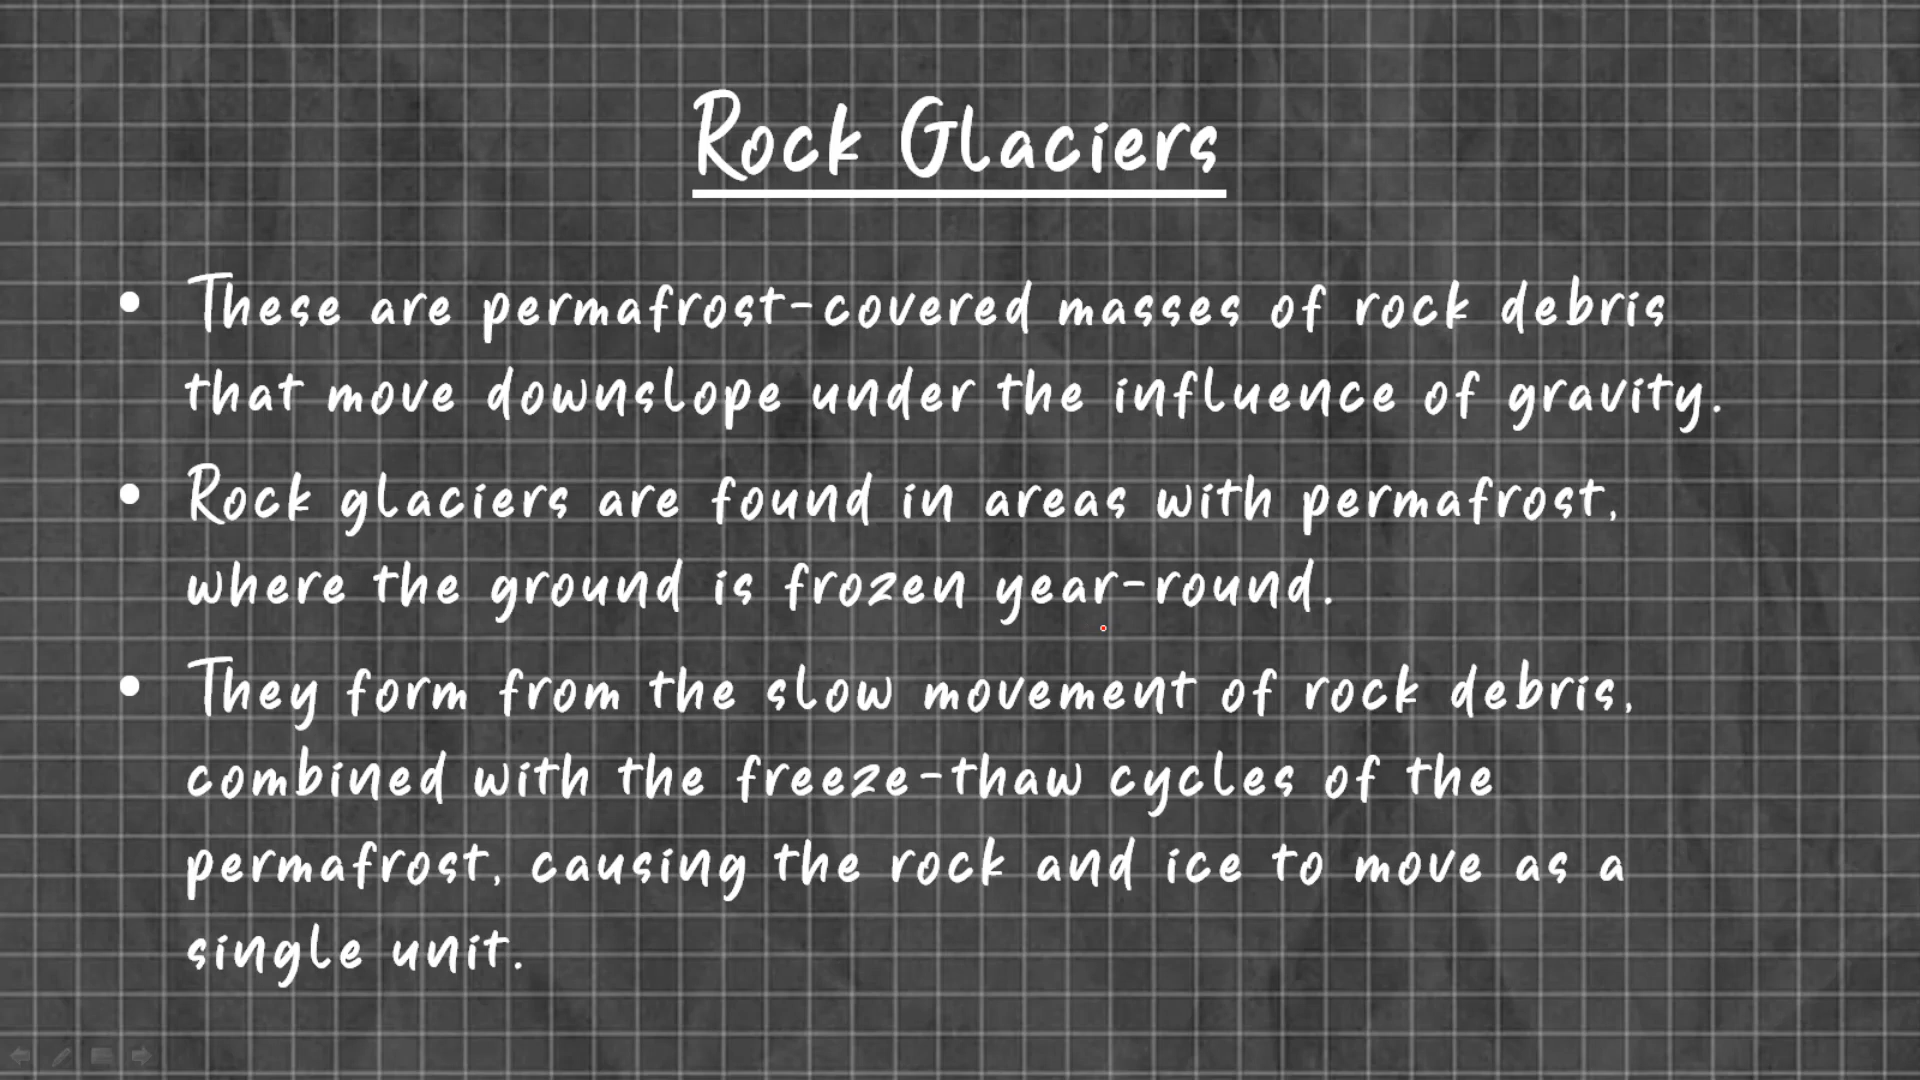 Rock Glaciers
• These are permafrost-covered masses of rock debris
that move downslope under the influence of gravity.
• Rock glaciers are found in areas with permafrost,
where the ground is frozen year-round.
• They form from the slow movement of rock debris,
combined with the freeze-thaw cycles of the
permafrost, causing the rock and ice to move as a
single unit.